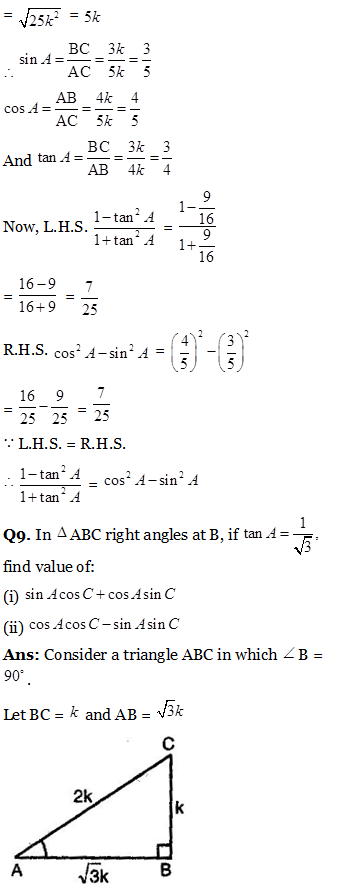 = √25k² = 5k
∴ sin A = BC/AC = 3k/5k = 3/5
cos A = AB/AC = 4k/5k = 4/5
And tan A = BC/AB = 3k/4k = 3/4
Now, L.H.S. (1−tan² A)/(1+tan² A) = (1−9/16)/(1+9/16)
= (16−9)/(16+9) = 7/25
R.H.S. cos² A−sin² A = (4/5)² −(3/5)²
= 16/25 − 9/25 = 7/25
∵ L.H.S. = R.H.S.
∴ (1−tan² A)/(1+tan² A) = cos² A−sin² A
Q9. In Δ ABC right angles at B, if tan A = 1/√3,
find value of:
(i) sin A cos C + cos A sin C
(ii) cos A cos C − sin A sin C
Ans: Consider a triangle ABC in which ∠B =
90°.
Let BC = k and AB = √3k
C
2k
k
A
√3k
B